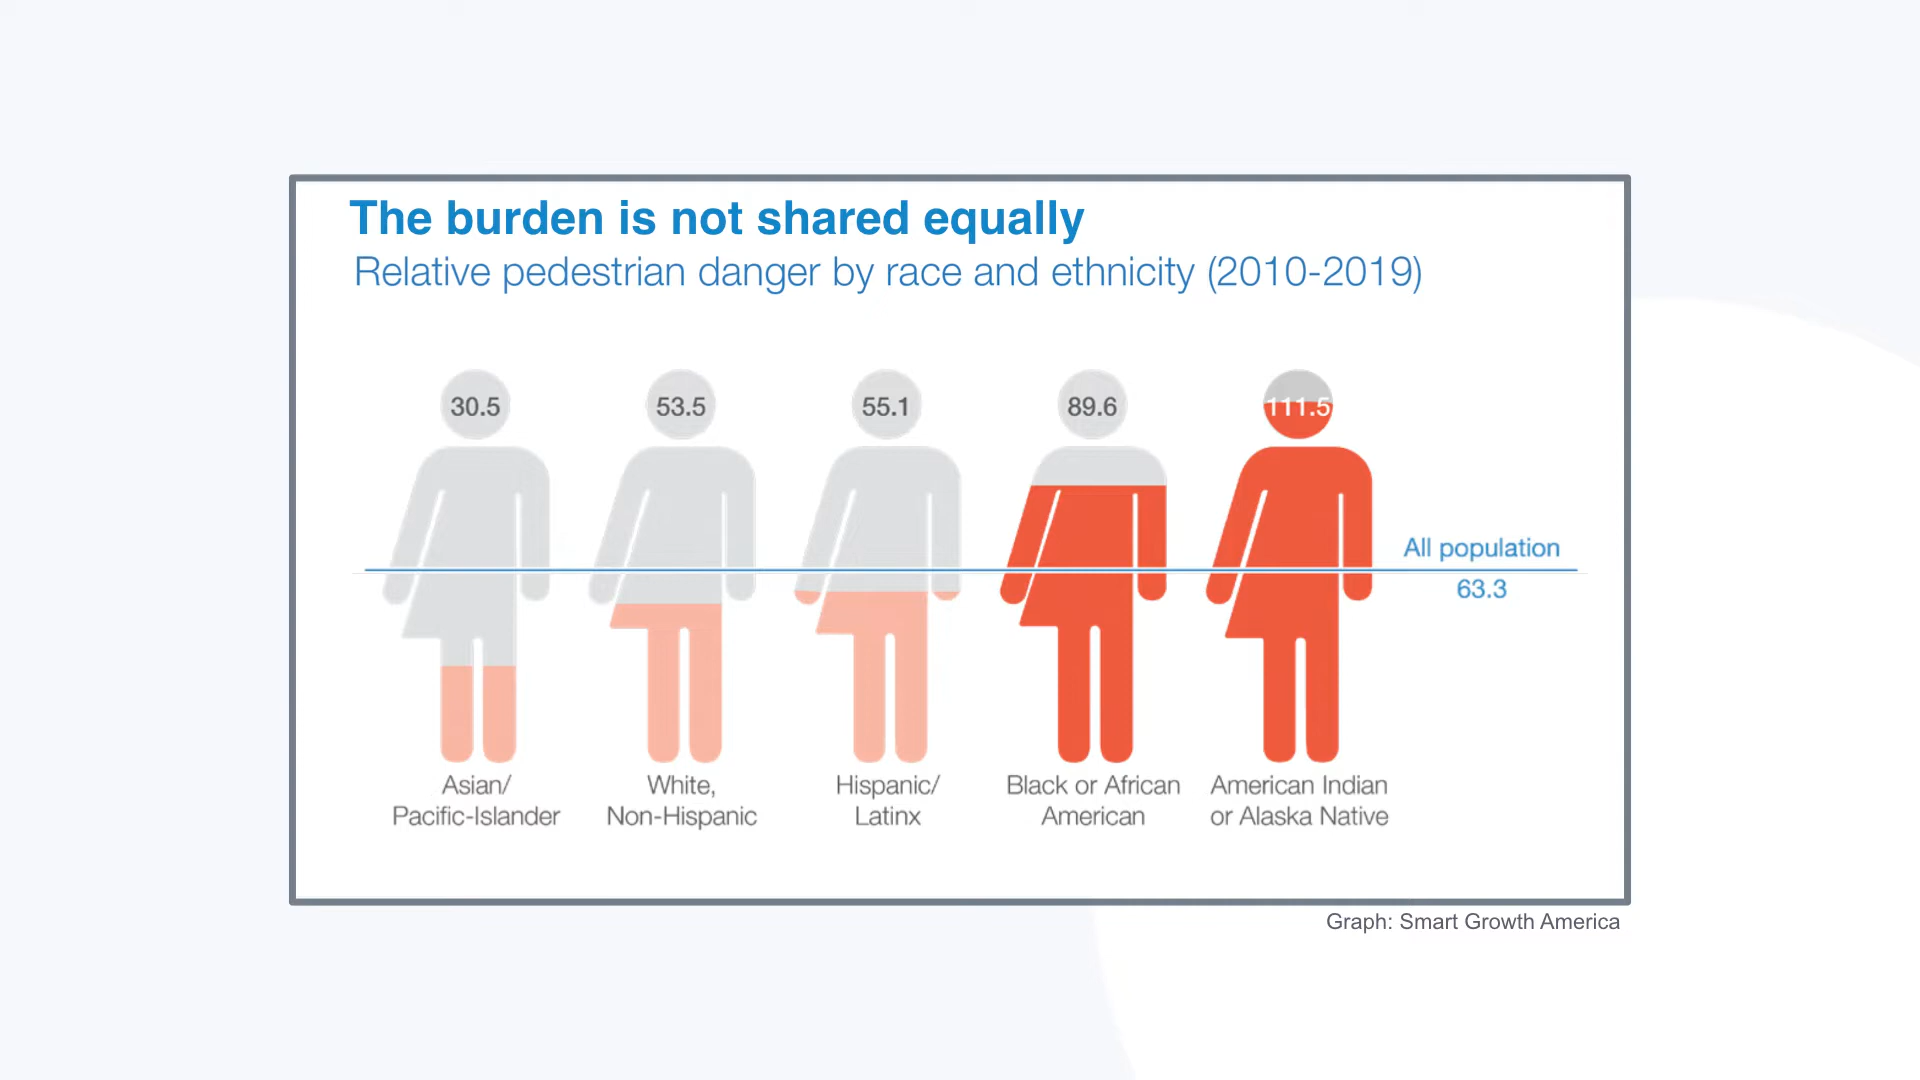 The burden is not shared equally
Relative pedestrian danger by race and ethnicity (2010-2019)
30.5
53.5
55.1
89.6
111.5
All population
63.3
Asian/
Pacific-Islander
White,
Non-Hispanic
Hispanic/
Latinx
Black or African
American
American Indian
or Alaska Native
Graph: Smart Growth America